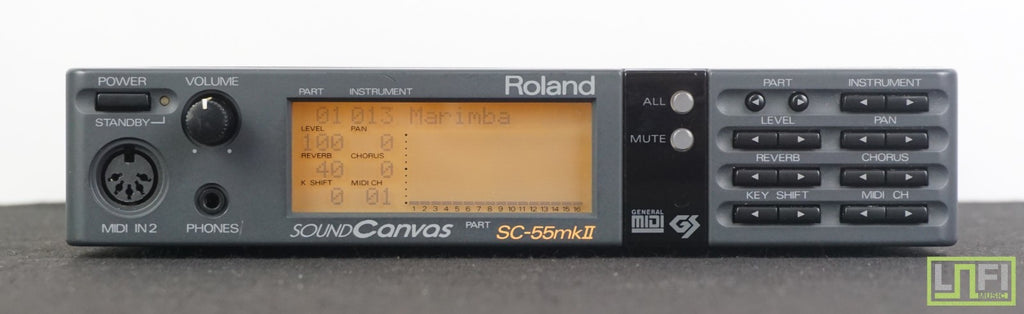 POWER
VOLUME
STANDBY
MIDI IN 2
PHONES
PART INSTRUMENT
Roland
01 013 Marimba
LEVEL PAN
100 0
REVERB CHORUS
40 0
K SHIFT MIDI CH
0 01
1 2 3 4 5 6 7 8 9 10 11 12 13 14 15 16
SOUND Canvas
PART
SC-55mkII
ALL
MUTE
GENERAL
MIDI
GS
PART INSTRUMENT
LEVEL PAN
REVERB CHORUS
KEY SHIFT MIDI CH
LNFI
MUSIC